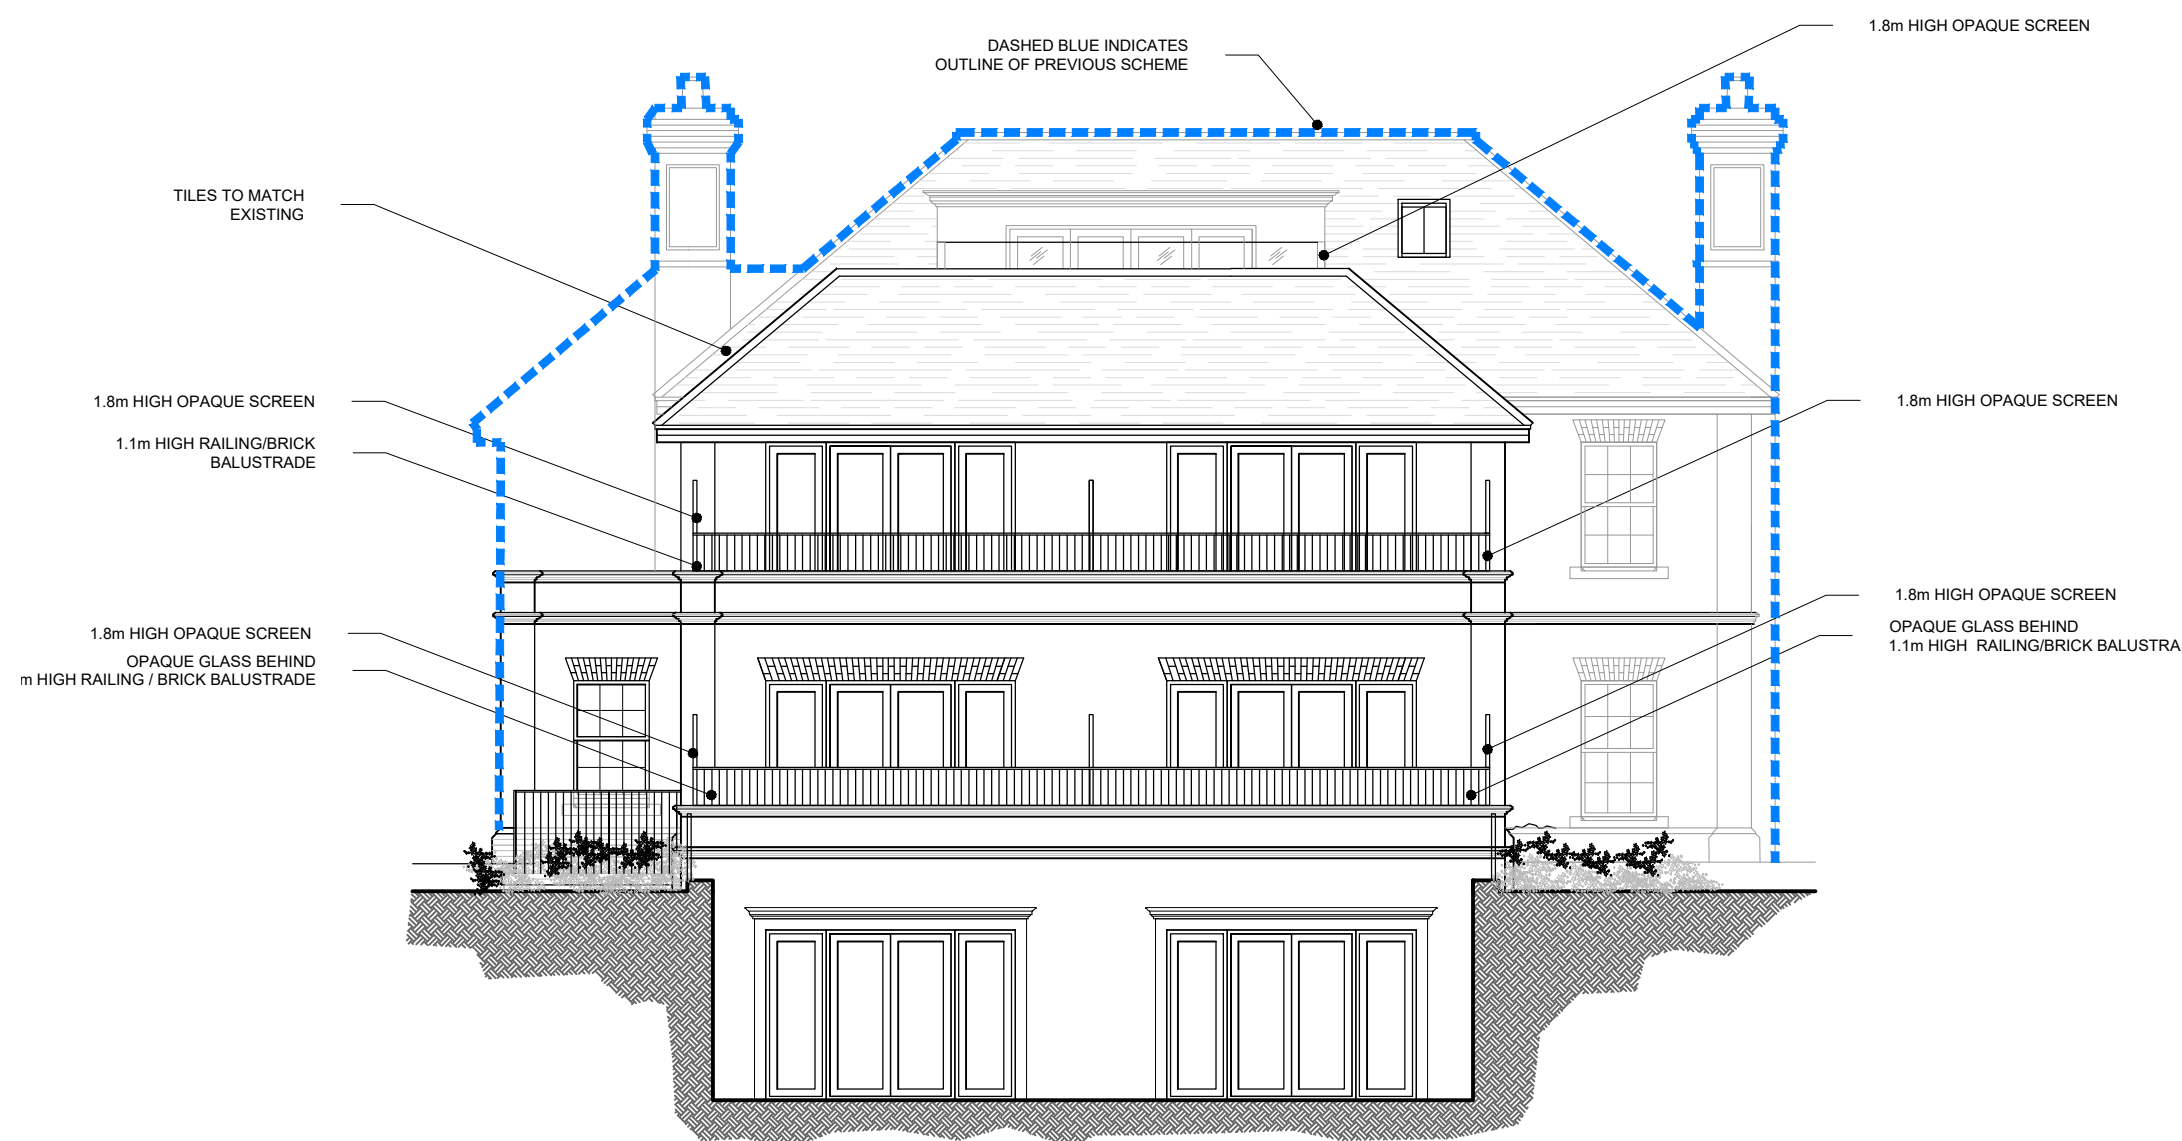 1.8m HIGH OPAQUE SCREEN
DASHED BLUE INDICATES
OUTLINE OF PREVIOUS SCHEME
TILES TO MATCH
EXISTING
1.8m HIGH OPAQUE SCREEN
1.1m HIGH RAILING/BRICK
BALUSTRADE
1.8m HIGH OPAQUE SCREEN
1.8m HIGH OPAQUE SCREEN
OPAQUE GLASS BEHIND
1.1m HIGH RAILING/BRICK BALUSTRA
1.8m HIGH OPAQUE SCREEN
OPAQUE GLASS BEHIND
m HIGH RAILING / BRICK BALUSTRADE